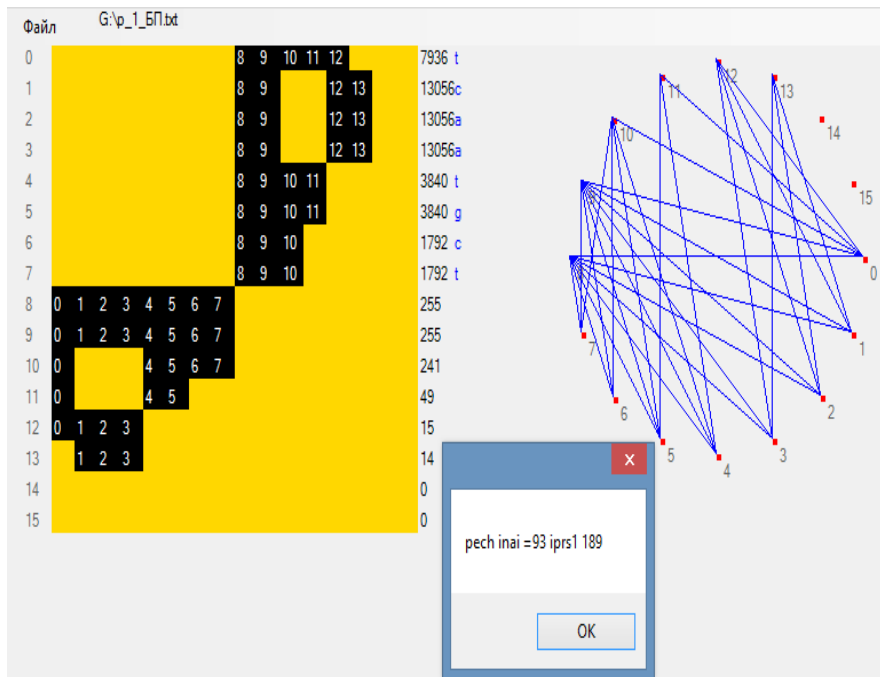 Файл G:\p_1_БП.txt
0 8 9 10 11 12 7936 t
1 8 9 12 13 13056c
2 8 9 12 13 13056a
3 8 9 12 13 13056a
4 8 9 10 11 3840 t
5 8 9 10 11 3840 g
6 8 9 10 1792 c
7 8 9 10 1792 t
8 0 1 2 3 4 5 6 7 255
9 0 1 2 3 4 5 6 7 255
10 0 4 5 6 7 241
11 0 4 5 49
12 0 1 2 3 15
13 1 2 3 14
14 0
15 0
12
11
13
10
14
15
0
7
1
6
2
5
4
3
x
pech inai =93 iprs1 189
OK